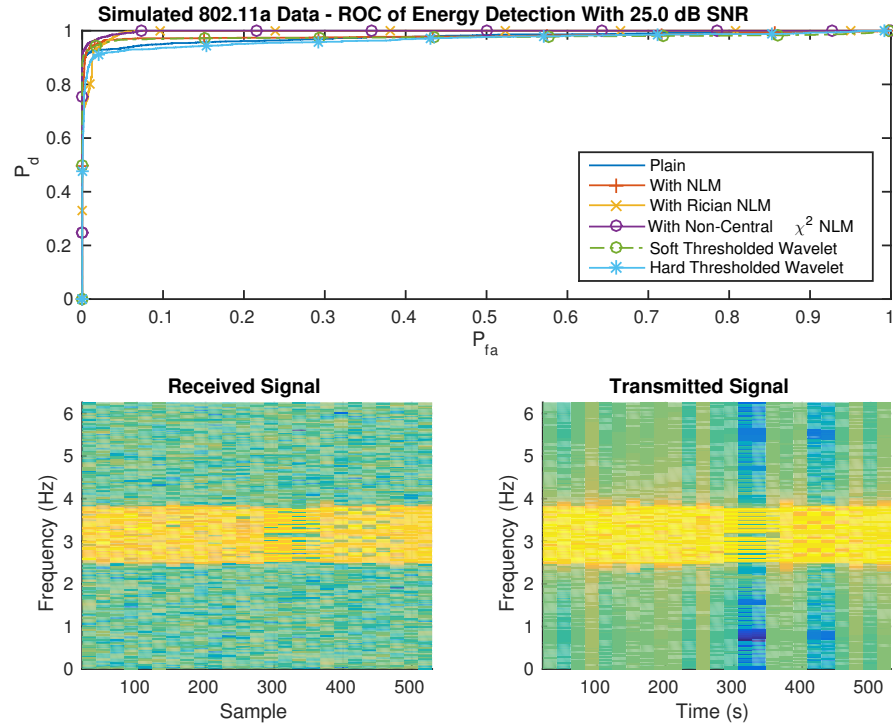 Simulated 802.11a Data - ROC of Energy Detection With 25.0 dB SNR
1
0.8
0.6
0.4
0.2
0
P_d
0 0.1 0.2 0.3 0.4 0.5 0.6 0.7 0.8 0.9 1
P_fa
Plain
With NLM
With Rician NLM
With Non-Central χ² NLM
Soft Thresholded Wavelet
Hard Thresholded Wavelet
Received Signal
6
5
4
3
2
1
0
Frequency (Hz)
100 200 300 400 500
Sample
Transmitted Signal
6
5
4
3
2
1
0
Frequency (Hz)
100 200 300 400 500
Time (s)